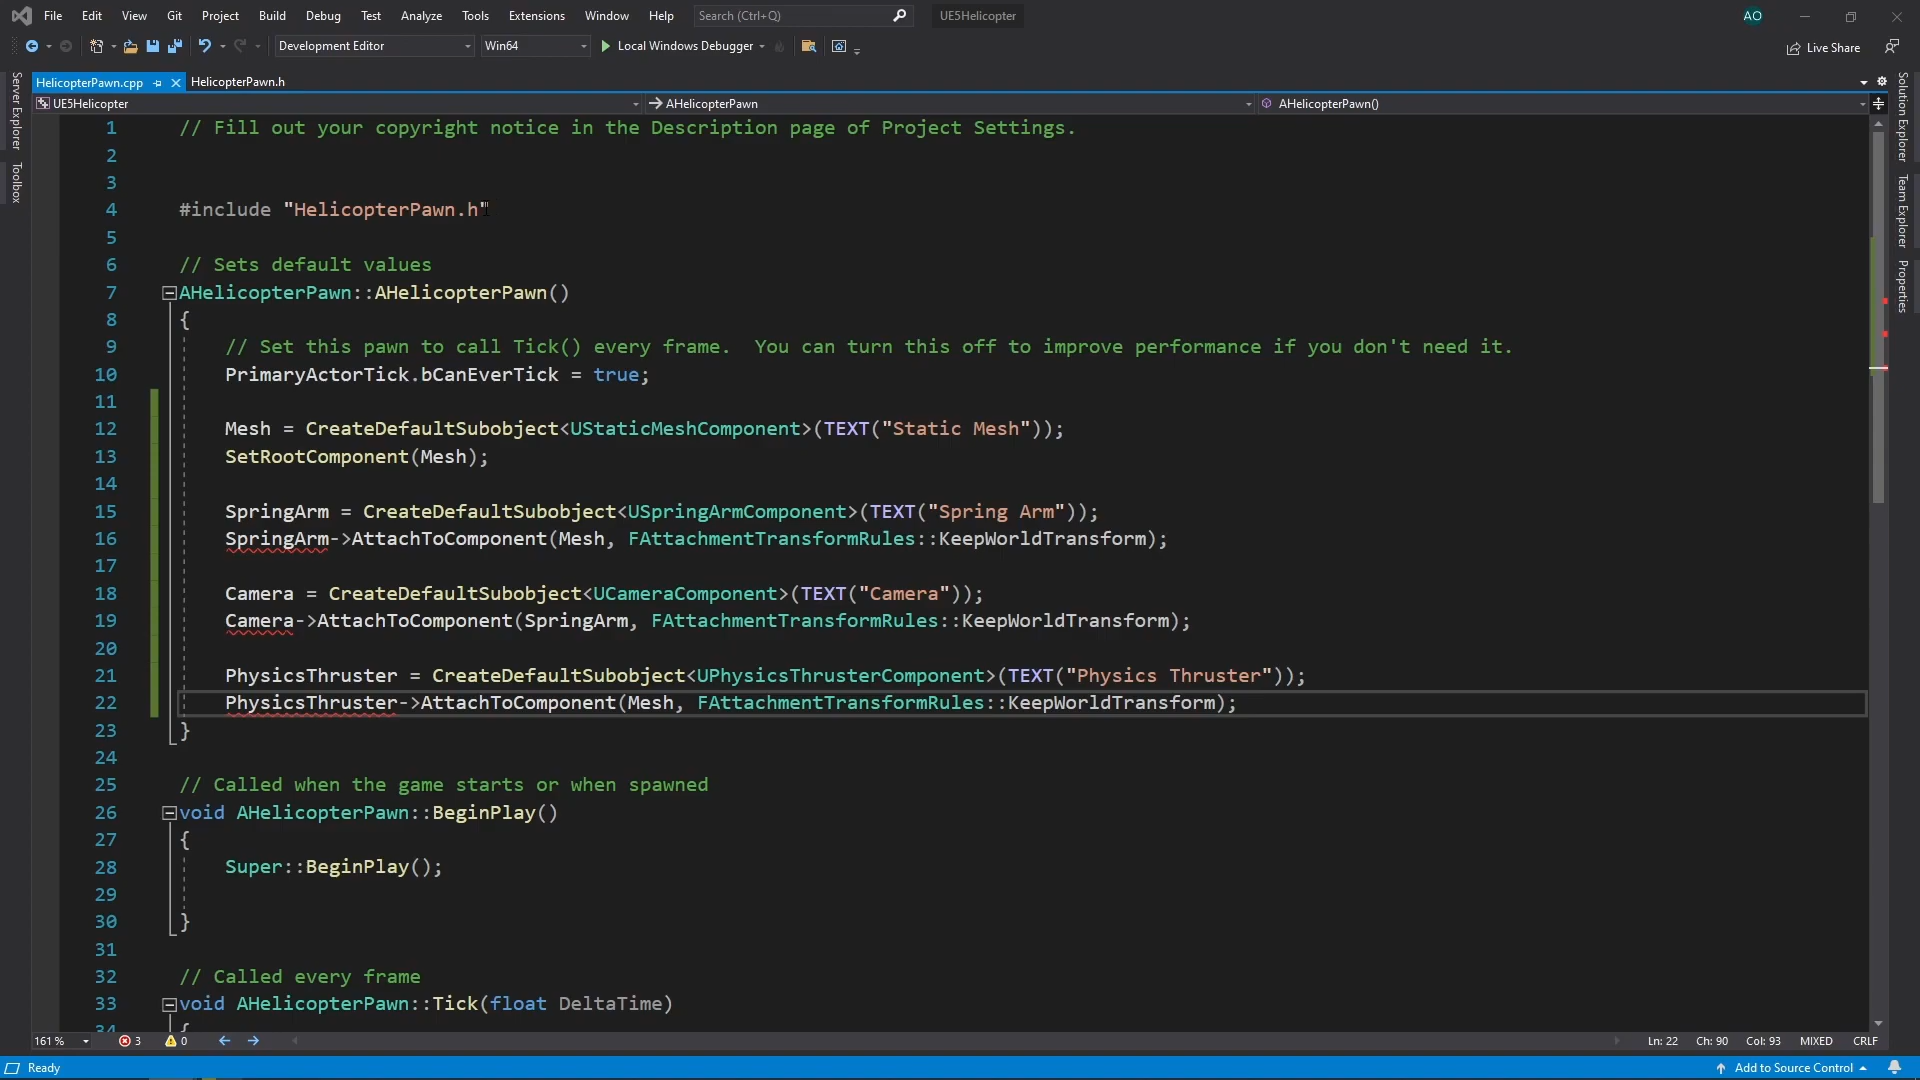 File Edit View Git Project Build Debug Test Analyze Tools Extensions Window Help Search (Ctrl+Q) UE5Helicopter AO
Development Editor Win64 Local Windows Debugger Live Share
HelicopterPawn.cpp HelicopterPawn.h
UE5Helicopter AHelicopterPawn AHelicopterPawn()
Server Explorer
Toolbox
Solution Explorer
Team Explorer
Properties
1 // Fill out your copyright notice in the Description page of Project Settings.
2
3
4 #include "HelicopterPawn.h"
5
6 // Sets default values
7 AHelicopterPawn::AHelicopterPawn()
8 {
9 // Set this pawn to call Tick() every frame.  You can turn this off to improve performance if you don't need it.
10 PrimaryActorTick.bCanEverTick = true;
11
12 Mesh = CreateDefaultSubobject<UStaticMeshComponent>(TEXT("Static Mesh"));
13 SetRootComponent(Mesh);
14
15 SpringArm = CreateDefaultSubobject<USpringArmComponent>(TEXT("Spring Arm"));
16 SpringArm->AttachToComponent(Mesh, FAttachmentTransformRules::KeepWorldTransform);
17
18 Camera = CreateDefaultSubobject<UCameraComponent>(TEXT("Camera"));
19 Camera->AttachToComponent(SpringArm, FAttachmentTransformRules::KeepWorldTransform);
20
21 PhysicsThruster = CreateDefaultSubobject<UPhysicsThrusterComponent>(TEXT("Physics Thruster"));
22 PhysicsThruster->AttachToComponent(Mesh, FAttachmentTransformRules::KeepWorldTransform);
23 }
24
25 // Called when the game starts or when spawned
26 void AHelicopterPawn::BeginPlay()
27 {
28 Super::BeginPlay();
29
30 }
31
32 // Called every frame
33 void AHelicopterPawn::Tick(float DeltaTime)
34 {
161 % 3 0 Ln: 22 Ch: 90 Col: 93 MIXED CRLF
Ready Add to Source Control